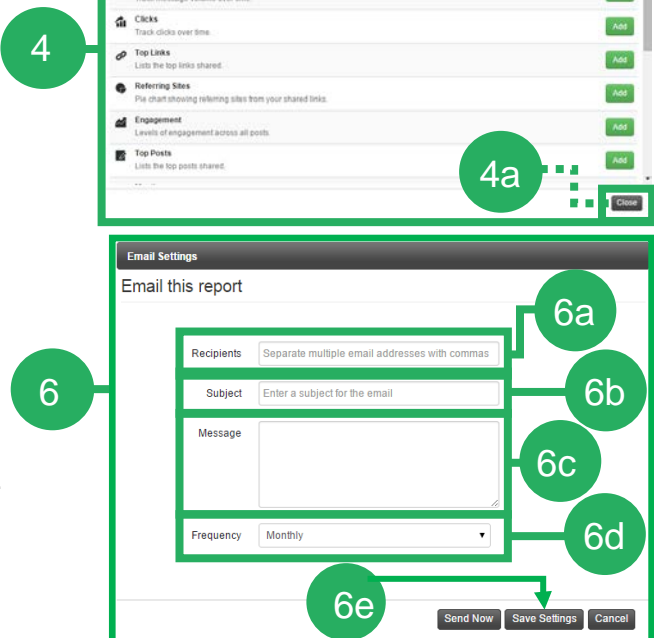 Clicks
Add
Track clicks over time.
4
Top Links
Add
Lists the top links shared.
Referring Sites
Add
Pie chart showing referring sites from your shared links.
Engagement
Add
Levels of engagement across all posts.
Top Posts
Add
Lists the top posts shared.
4a
Close
Email Settings
Email this report
6a
Recipients Separate multiple email addresses with commas
6
Subject Enter a subject for the email
6b
Message
6c
Frequency Monthly
6d
6e
Send Now Save Settings Cancel